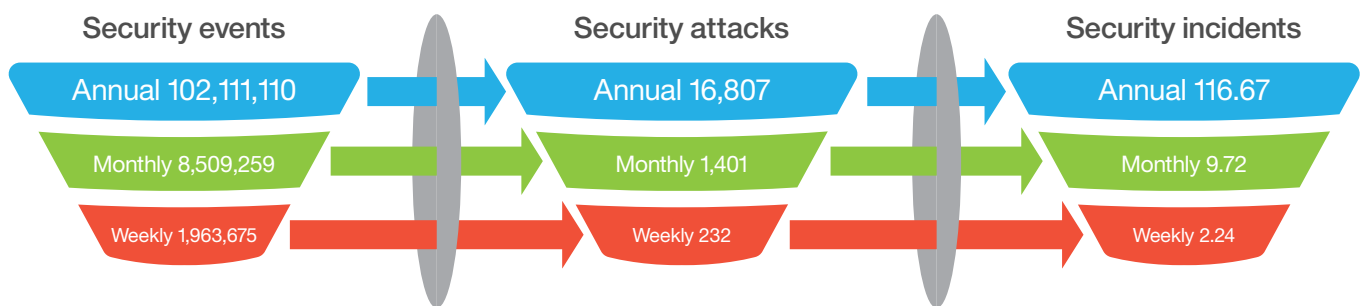 Security events
Security attacks
Security incidents
Annual 102,111,110
Annual 16,807
Annual 116.67
Monthly 8,509,259
Monthly 1,401
Monthly 9.72
Weekly 1,963,675
Weekly 232
Weekly 2.24